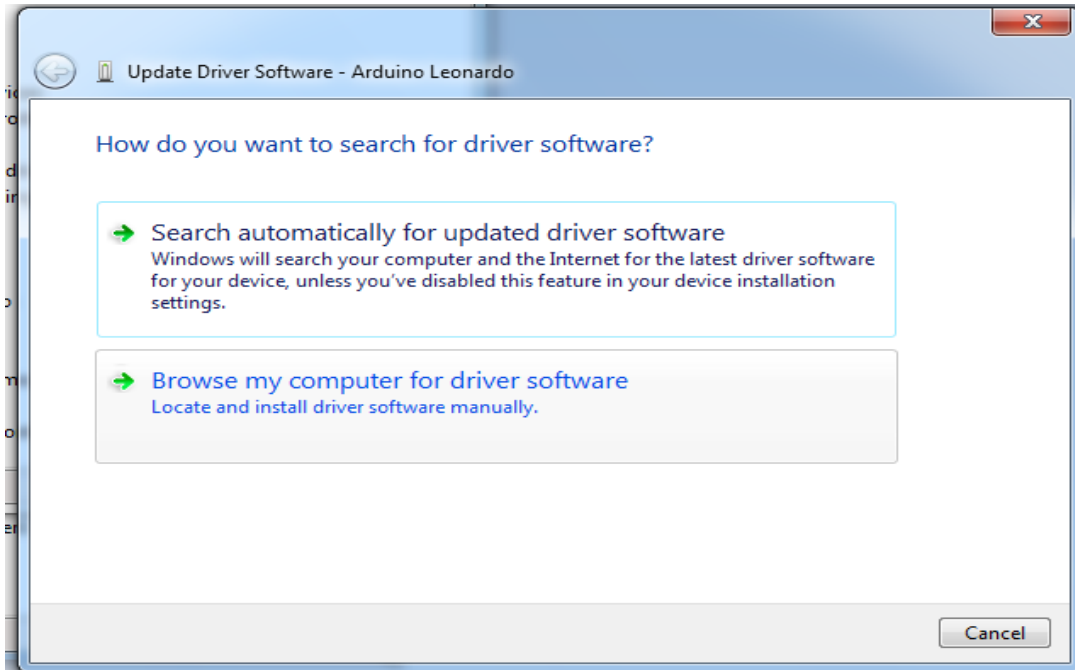 Update Driver Software - Arduino Leonardo
How do you want to search for driver software?
Search automatically for updated driver software
Windows will search your computer and the Internet for the latest driver software
for your device, unless you've disabled this feature in your device installation
settings.
Browse my computer for driver software
Locate and install driver software manually.
Cancel